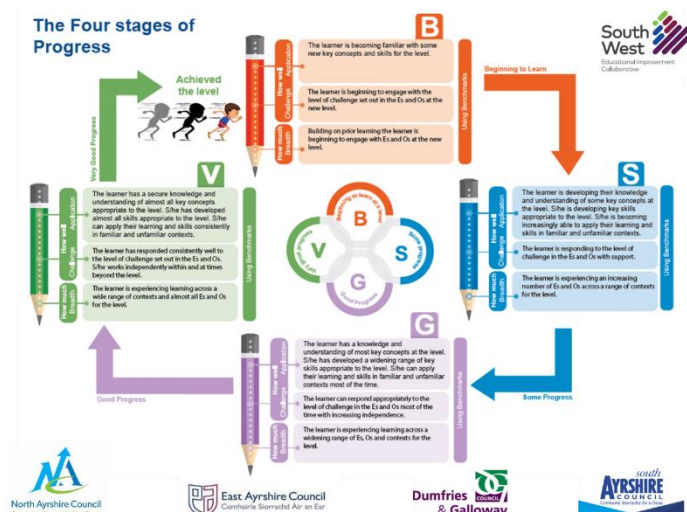 The Four stages of
Progress
South
West
Educational Improvement
Collaborative
B
How well
Application
The learner is becoming familiar with some
new key concepts and skills for the level.
Challenge
The learner is beginning to engage with the
level of challenge set out in the Es and Os at the
new level.
How much
Breadth
Building on prior learning the learner is
beginning to engage with Es and Os at the new
level.
Using Benchmarks
Beginning to Learn
Achieved
the level
Very Good Progress
V
How well
Application
The learner has a secure knowledge and
understanding of almost all key concepts
appropriate to the level. S/he has developed
almost all skills appropriate to the level. S/he
can apply their learning and skills consistently
in familiar and unfamiliar contexts.
Challenge
The learner has responded consistently well to
the level of challenge set out in the Es and Os.
S/he works independently within and at times
beyond the level.
How much
Breadth
The learner is experiencing learning across a
wide range of contexts and almost all Es and Os
for the level.
Using Benchmarks
Beginning to learn at a level
B
Some Progress
S
Good Progress
G
Very Good Progress
V
S
How well
Application
The learner is developing their knowledge
and understanding of some key concepts at
the level. S/he is developing key skills
appropriate to the level. S/he is becoming
increasingly able to apply their learning and
skills in familiar and unfamiliar contexts.
Challenge
The learner is responding to the level of
challenge in the Es and Os with support.
How much
Breadth
The learner is experiencing an increasing
number of Es and Os across a range of contexts
for the level.
Using Benchmarks
Some Progress
G
How well
Application
The learner has a knowledge and
understanding of most key concepts at the level.
S/he has developed a widening range of key
skills appropriate to the level. S/he can apply
their learning and skills in familiar and unfamiliar
contexts most of the time.
Challenge
The learner can respond appropriately to the
level of challenge in the Es and Os most of the
time with increasing independence.
How much
Breadth
The learner is experiencing learning across a
widening range of Es, Os and contexts for the
level.
Using Benchmarks
Good Progress
North Ayrshire Council
East Ayrshire Council
Comhairle Siorrachd Àir an Ear
Dumfries
COUNCIL
& Galloway
south
AYRSHIRE
COUNCIL